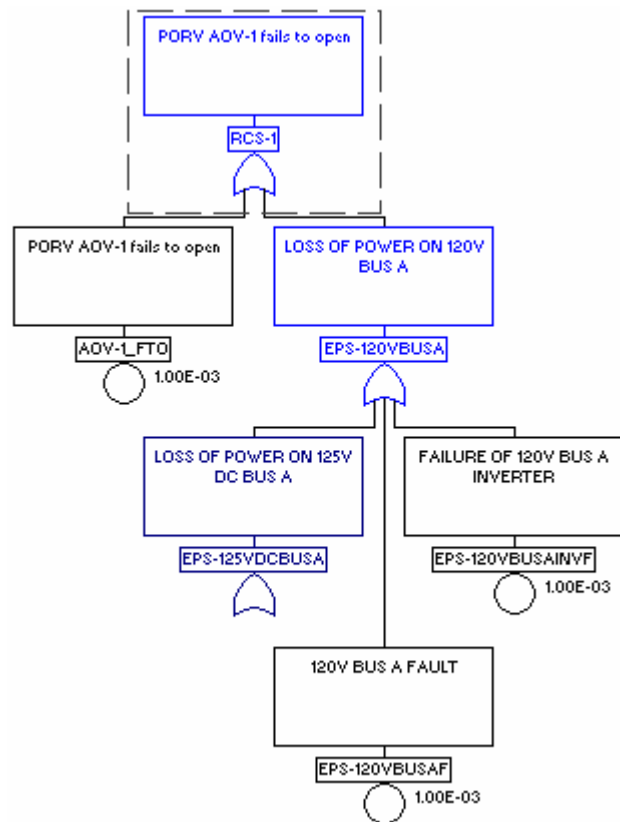 PORV AOV-1 fails to open
RCS-1
PORV AOV-1 fails to open
LOSS OF POWER ON 120V
BUS A
AOV-1_FTO
1.00E-03
EPS-120VBUSA
LOSS OF POWER ON 125V
DC BUS A
FAILURE OF 120V BUS A
INVERTER
EPS-125VDCBUSA
EPS-120VBUSAINVF
1.00E-03
120V BUS A FAULT
EPS-120VBUSAF
1.00E-03